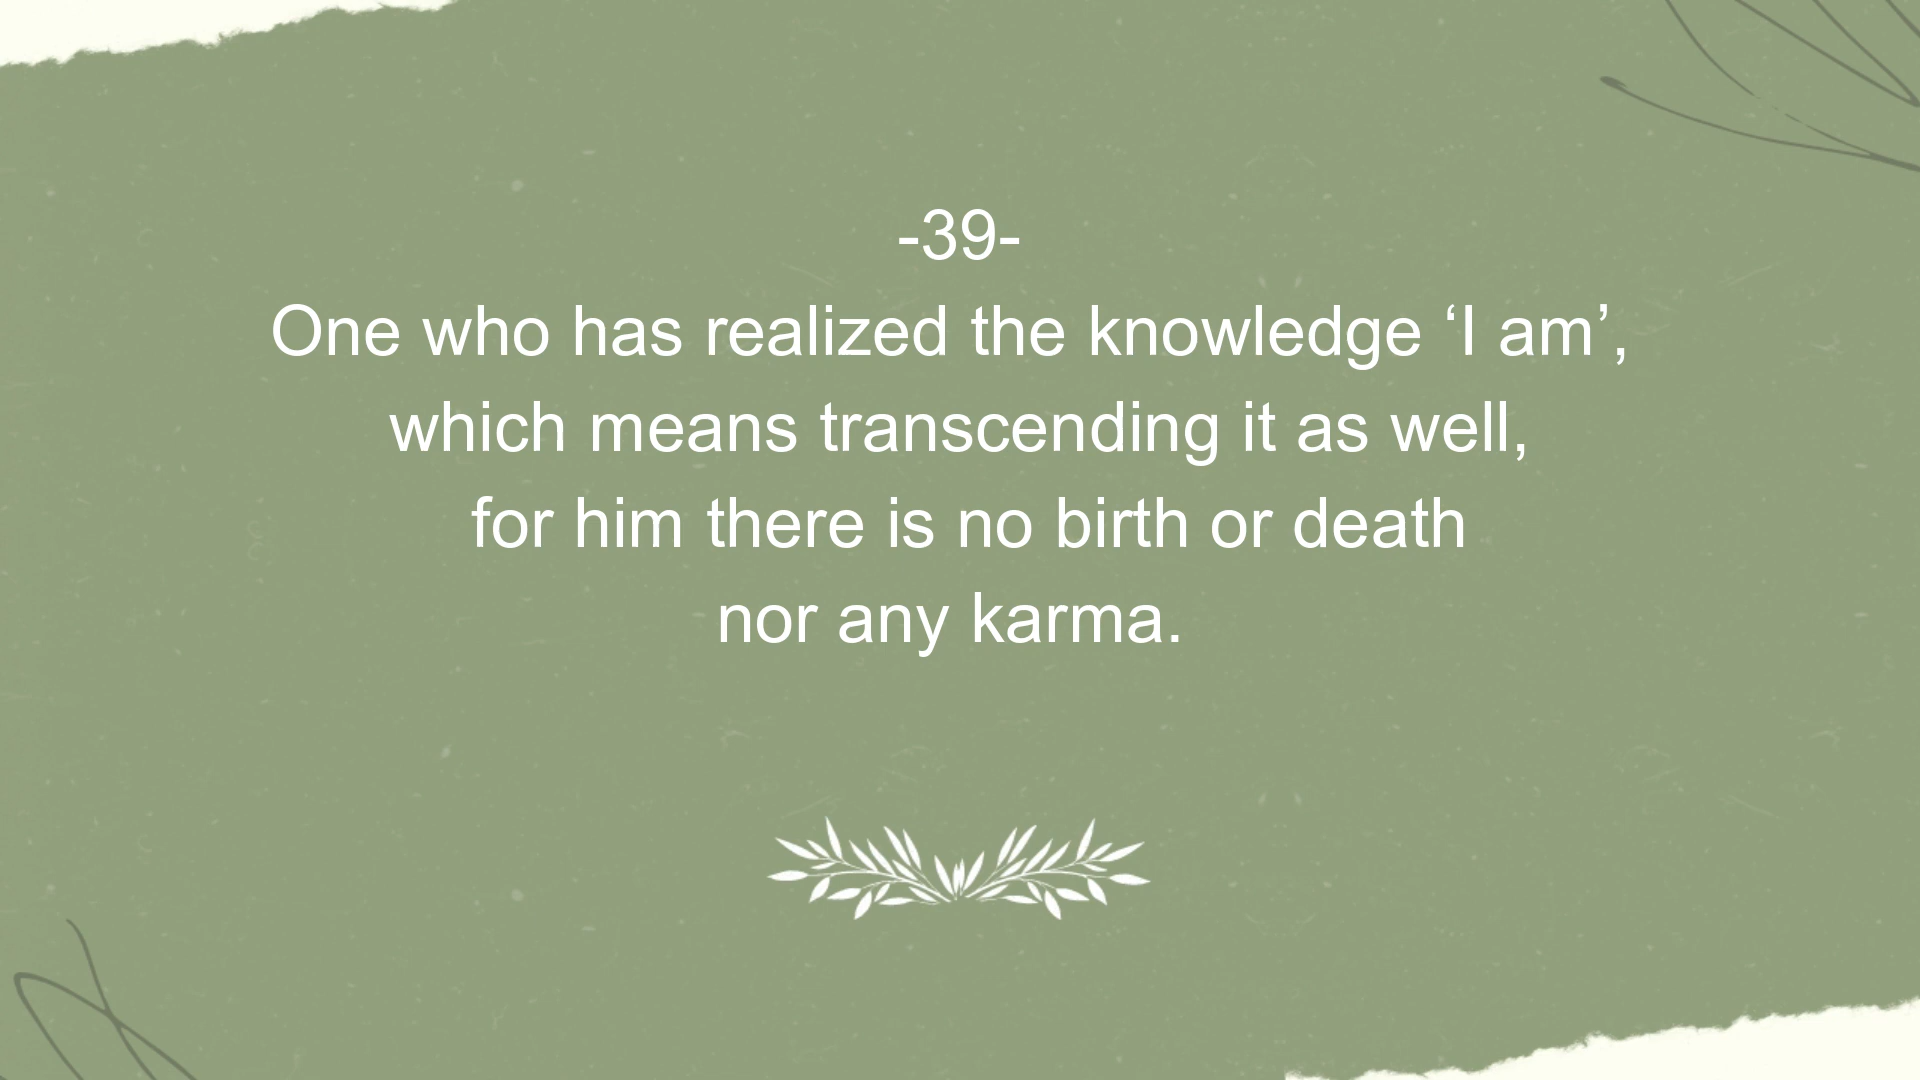 -39-
One who has realized the knowledge ‘I am’,
which means transcending it as well,
for him there is no birth or death
nor any karma.